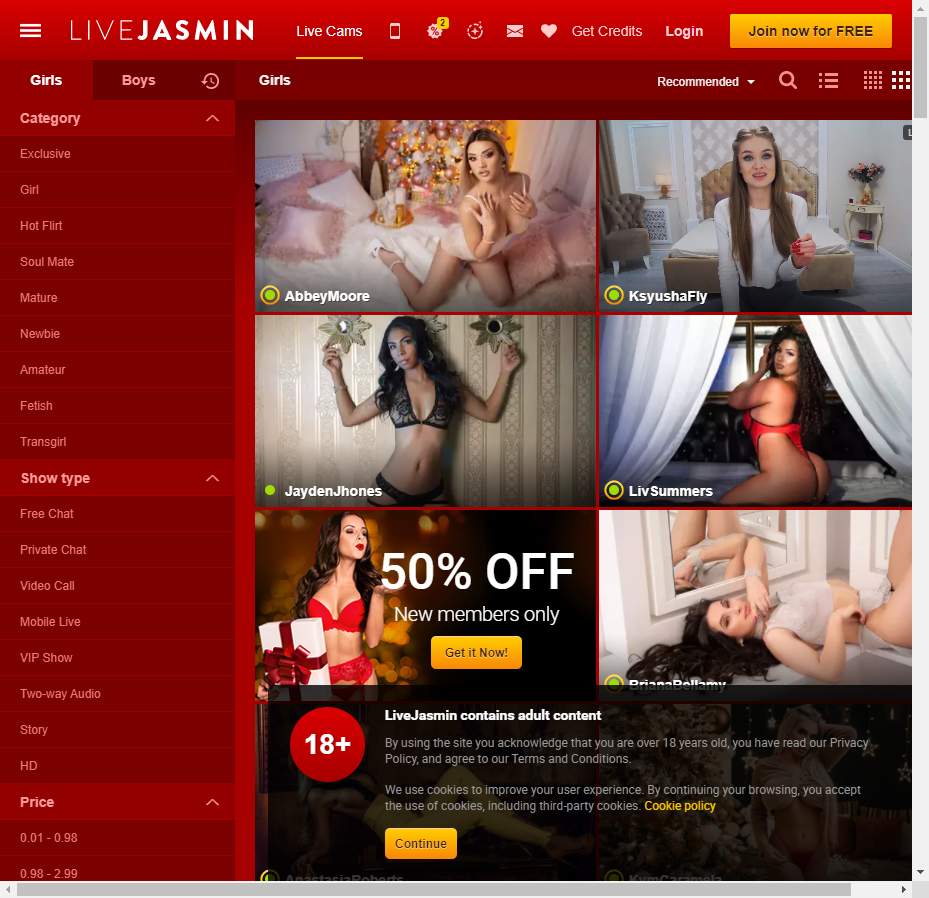 LIVEJASMIN
Live Cams
2
Get Credits
Login
Join now for FREE
Girls
Boys
Girls
Recommended
Category
Exclusive
Girl
Hot Flirt
Soul Mate
Mature
Newbie
Amateur
Fetish
Transgirl
Show type
Free Chat
Private Chat
Video Call
Mobile Live
VIP Show
Two-way Audio
Story
HD
Price
0.01 - 0.98
0.98 - 2.99
AbbeyMoore
KsyushaFly
JaydenJhones
LivSummers
50% OFF
New members only
Get it Now!
BrianaBellamy
18+
LiveJasmin contains adult content
By using the site you acknowledge that you are over 18 years old, you have read our Privacy
Policy, and agree to our Terms and Conditions.
We use cookies to improve your user experience. By continuing your browsing, you accept
the use of cookies, including third-party cookies. Cookie policy
Continue
AnastasiaRoberts
KymCaramela